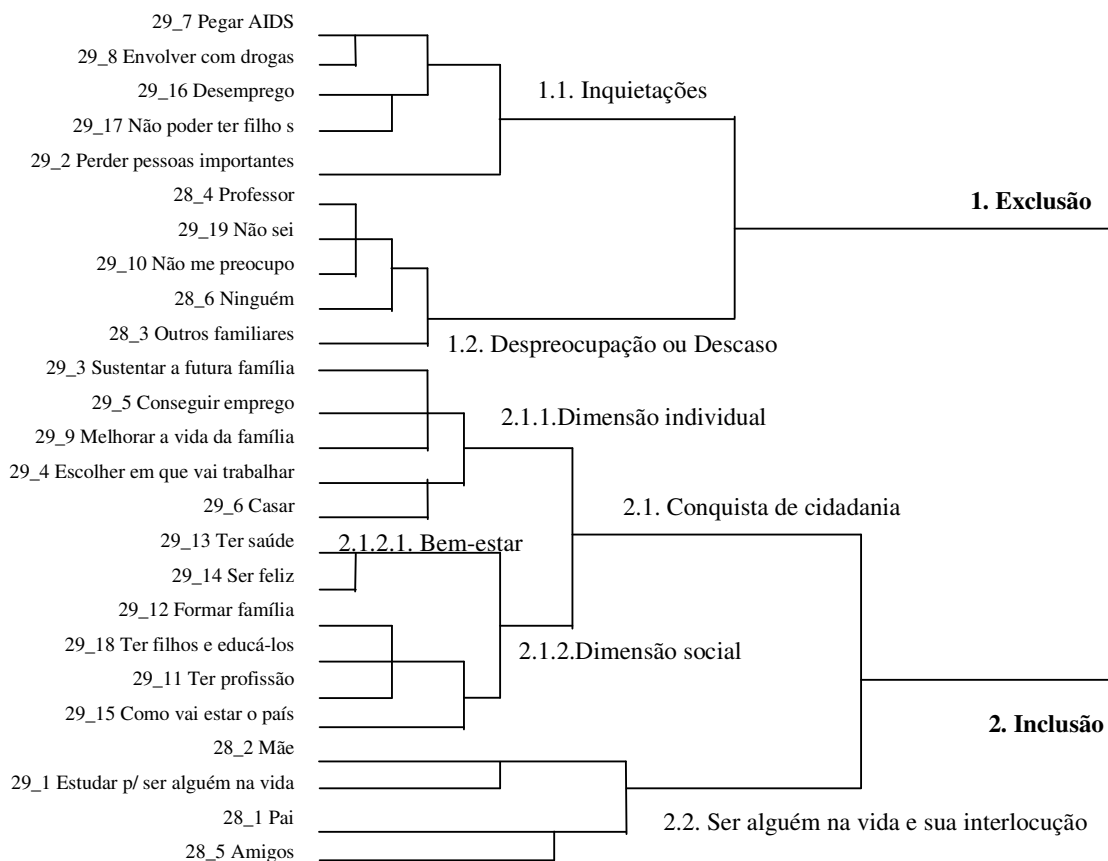 29_7 Pegar AIDS
29_8 Envolver com drogas
29_16 Desemprego
1.1. Inquietações
29_17 Não poder ter filho s
29_2 Perder pessoas importantes
28_4 Professor
1. Exclusão
29_19 Não sei
29_10 Não me preocupo
28_6 Ninguém
28_3 Outros familiares
1.2. Despreocupação ou Descaso
29_3 Sustentar a futura família
29_5 Conseguir emprego
2.1.1.Dimensão individual
29_9 Melhorar a vida da família
29_4 Escolher em que vai trabalhar
29_6 Casar
2.1. Conquista de cidadania
29_13 Ter saúde
2.1.2.1. Bem-estar
29_14 Ser feliz
29_12 Formar família
29_18 Ter filhos e educá-los
2.1.2.Dimensão social
29_11 Ter profissão
29_15 Como vai estar o país
2. Inclusão
28_2 Mãe
29_1 Estudar p/ ser alguém na vida
28_1 Pai
2.2. Ser alguém na vida e sua interlocução
28_5 Amigos